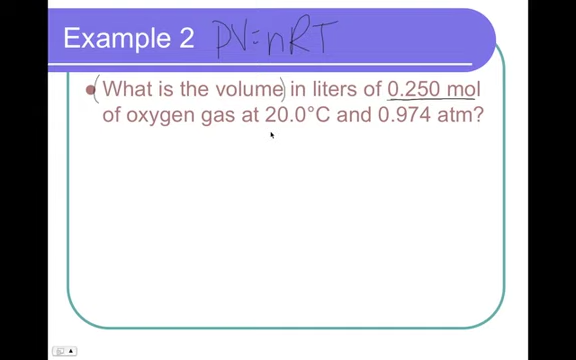 Example 2 PV=nRT
(What is the volume) in liters of 0.250 mol
of oxygen gas at 20.0°C and 0.974 atm?